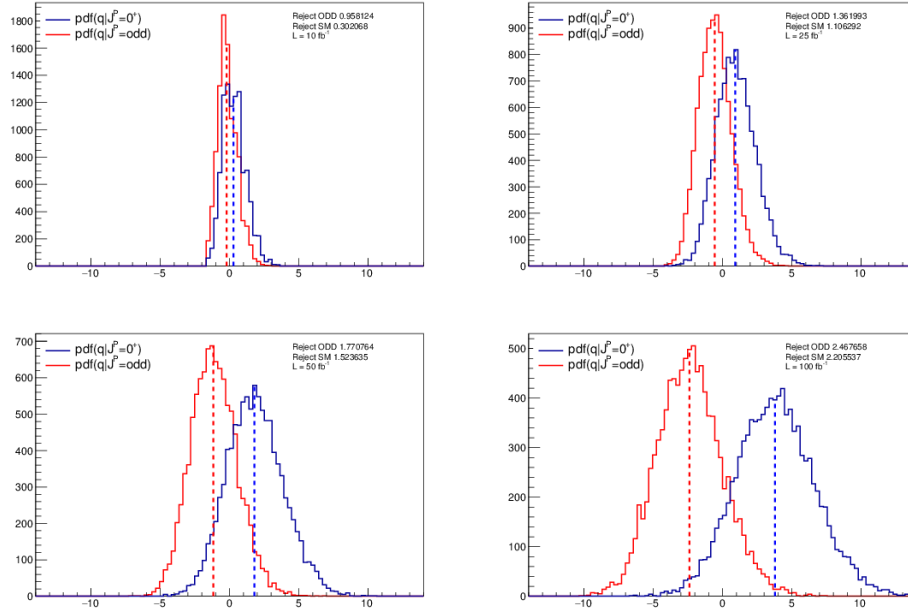 pdf(q|J^P=0^+)
pdf(q|J^P=odd)
Reject ODD 0.958124
Reject SM 0.302068
L = 10 fb^-1
1800
1600
1400
1200
1000
800
600
400
200
0
−10 −5 0 5 10
pdf(q|J^P=0^+)
pdf(q|J^P=odd)
Reject ODD 1.361993
Reject SM 1.106292
L = 25 fb^-1
900
800
700
600
500
400
300
200
100
0
−10 −5 0 5 10
pdf(q|J^P=0^+)
pdf(q|J^P=odd)
Reject ODD 1.770764
Reject SM 1.523635
L = 50 fb^-1
700
600
500
400
300
200
100
0
−10 −5 0 5 10
pdf(q|J^P=0^+)
pdf(q|J^P=odd)
Reject ODD 2.467658
Reject SM 2.205537
L = 100 fb^-1
500
400
300
200
100
0
−10 −5 0 5 10